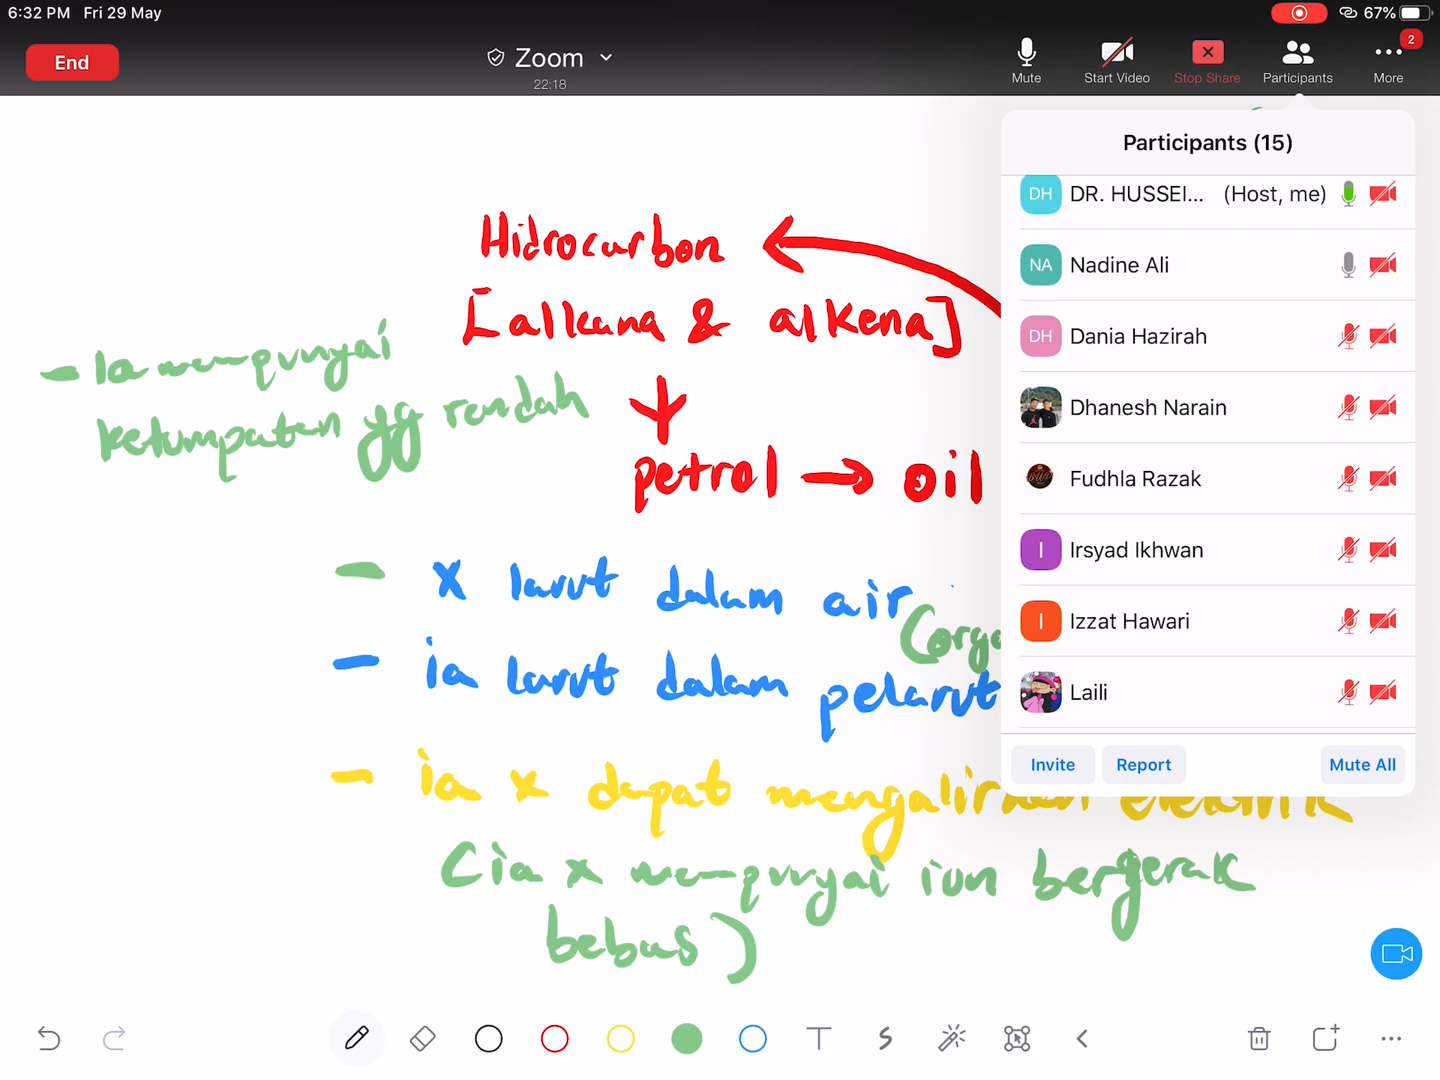 6:32 PM Fri 29 May
67%
End
Zoom
22:18
Mute
Start Video
Stop Share
Participants
2
More
Participants (15)
DH DR. HUSSEI... (Host, me)
NA Nadine Ali
DH Dania Hazirah
Dhanesh Narain
Fudhla Razak
I Irsyad Ikhwan
I Izzat Hawari
Laili
Invite
Report
Mute All
Hidrocarbon
[alkana & alkena]
- Ia mempunyai
ketumpatan yg rendah
petrol → oil
- x larut dalam air
(orga
- ia larut dalam pelarut
- ia x dapat mengalirkan elektrik
(ia x mempunyai ion bergerak
bebas)
T